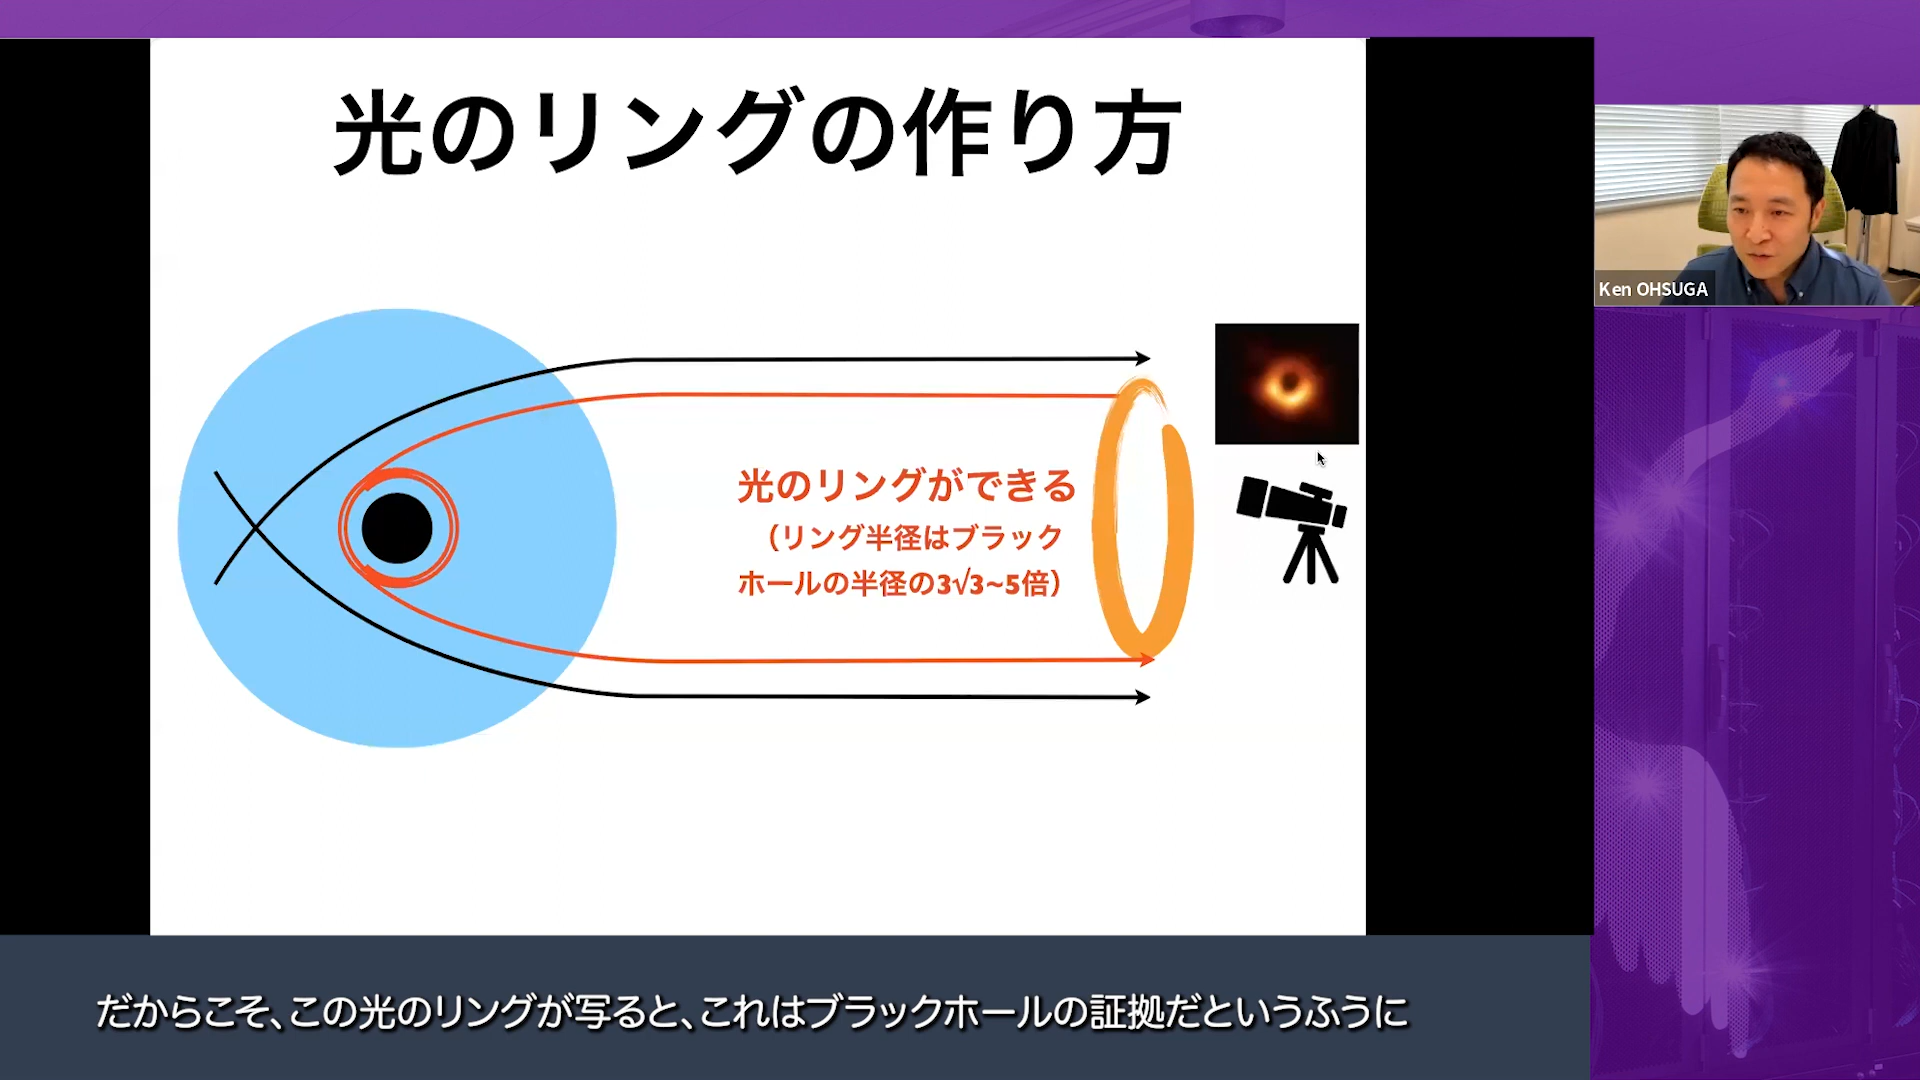 光のリングの作り方
光のリングができる
（リング半径はブラック
ホールの半径の3√3~5倍）
Ken OHSUGA
だからこそ、この光のリングが写ると、これはブラックホールの証拠だというふうに